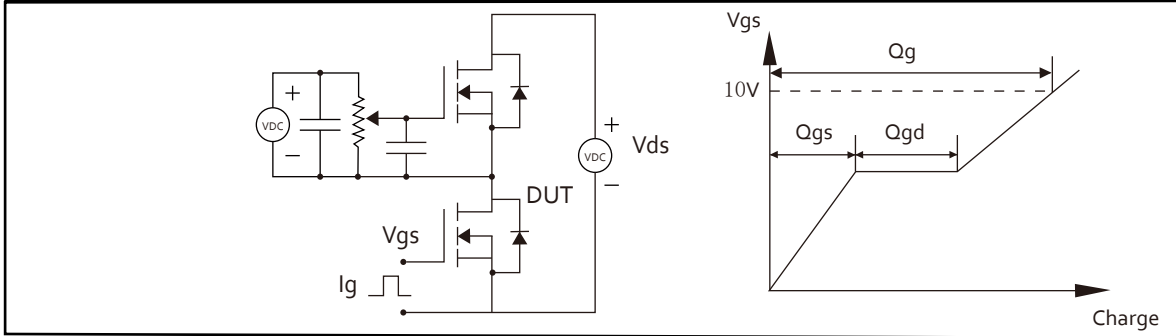 VDC
+
−
DUT
Vgs
Ig
VDC
+
−
Vds
Vgs
10V
Qg
Qgs
Qgd
Charge